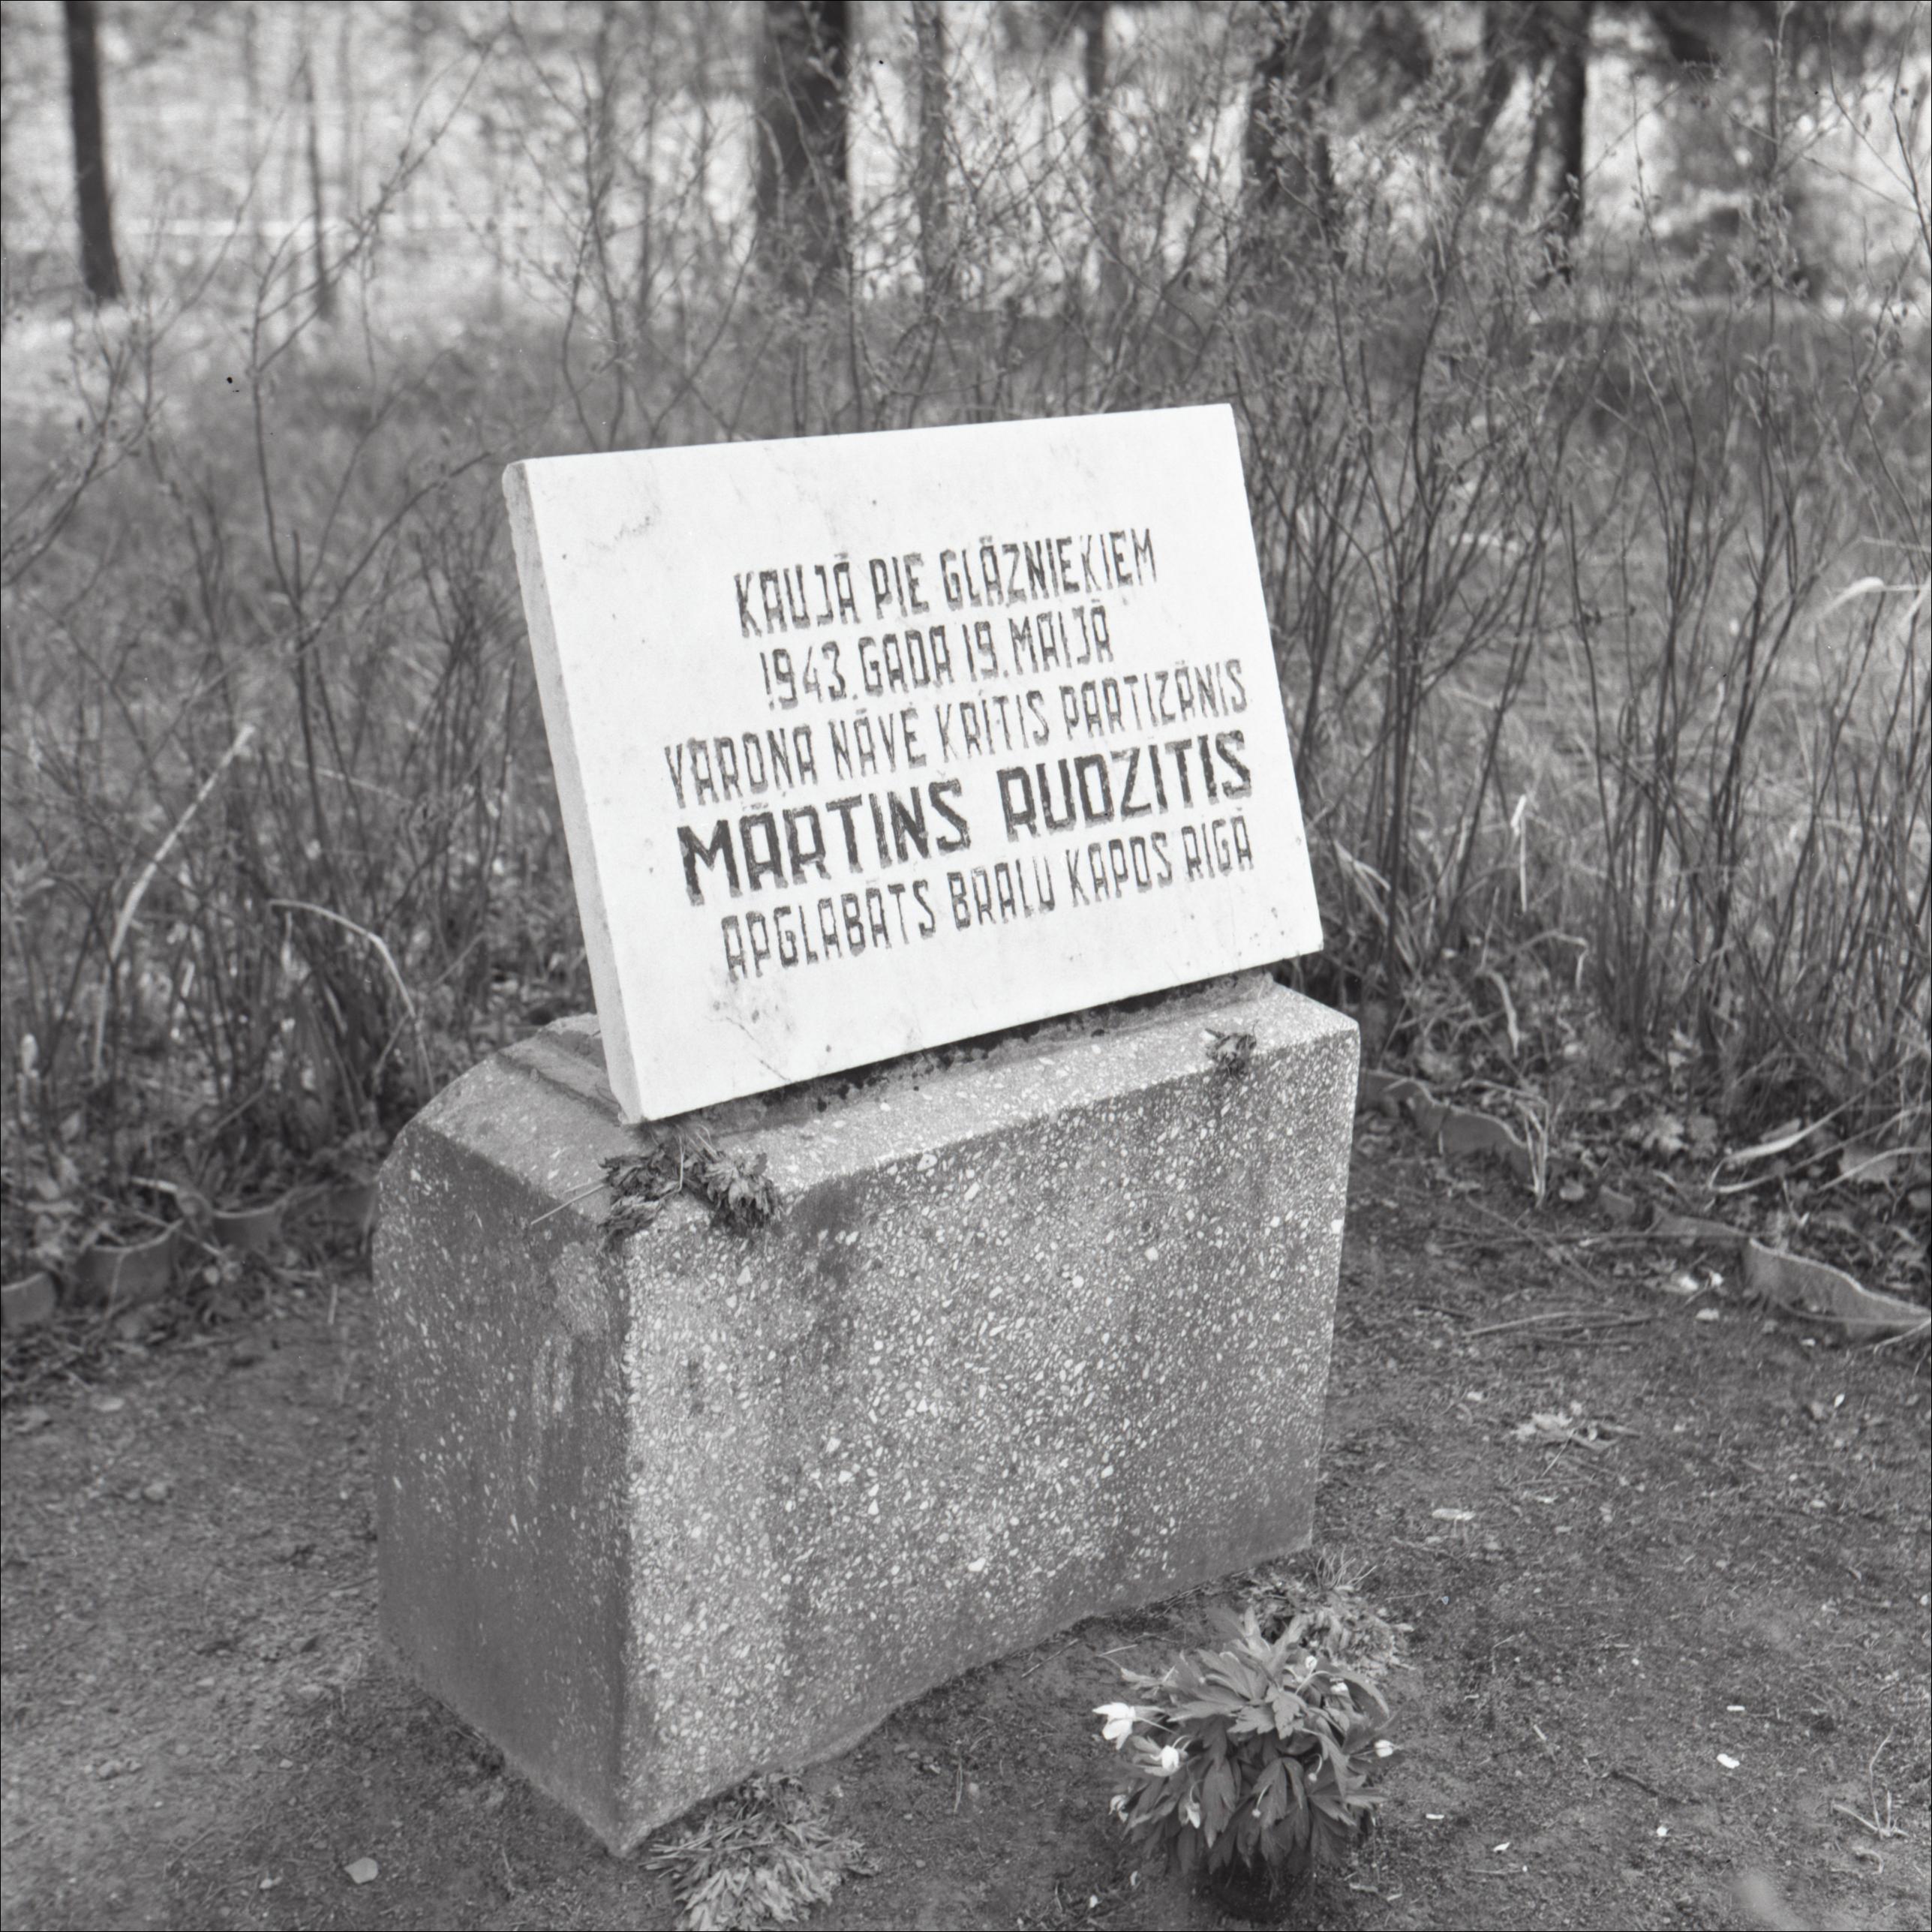 KAUJĀ PIE GLĀZNIEKIEM
1943. GADA 19. MAIJĀ
VAROŅA NĀVĒ KRITIS PARTIZĀNIS
MĀRTIŅŠ RUDZĪTIS
APGLABĀTS BRĀĻU KAPOS RĪGĀ